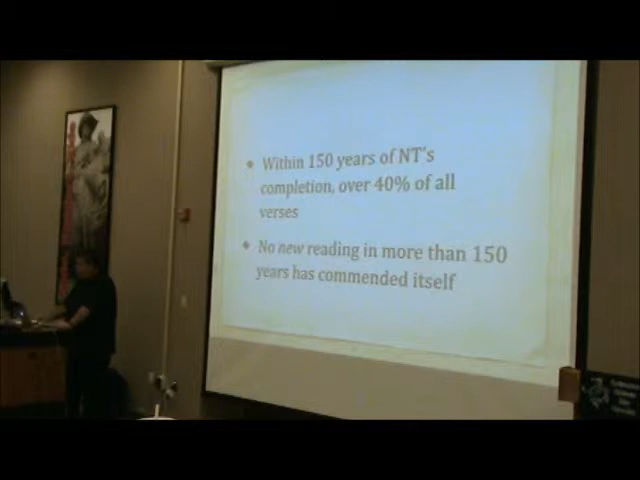 Within 150 years of NT's
completion, over 40% of all
verses
No new reading in more than 150
years has commended itself